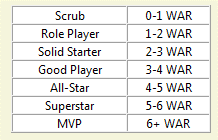 Scrub 0-1 WAR
Role Player 1-2 WAR
Solid Starter 2-3 WAR
Good Player 3-4 WAR
All-Star 4-5 WAR
Superstar 5-6 WAR
MVP 6+ WAR